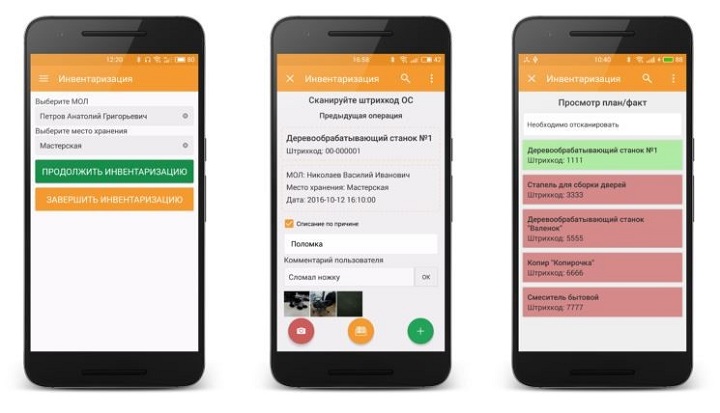 12:20
80
Инвентаризация
Выберите МОЛ
Петров Анатолий Григорьевич
Выберите место хранения
Мастерская
ПРОДОЛЖИТЬ ИНВЕНТАРИЗАЦИЮ
ЗАВЕРШИТЬ ИНВЕНТАРИЗАЦИЮ
16:58
42
Инвентаризация
Сканируйте штрихкод ОС
Предыдущая операция
Деревообрабатывающий станок №1
Штрихкод: 00-000001
МОЛ: Николаев Василий Иванович
Место хранения: Мастерская
Дата: 2016-10-12 16:10:00
Списание по причине
Поломка
Комментарий пользователя
Сломал ножку
ОК
10:40
88
Инвентаризация
Просмотр план/факт
Необходимо отсканировать
Деревообрабатывающий станок №1
Штрихкод: 1111
Стапель для сборки дверей
Штрихкод: 3333
Деревообрабатывающий станок
"Валенок"
Штрихкод: 5555
Копир "Копирочка"
Штрихкод: 6666
Смеситель бытовой
Штрихкод: 7777